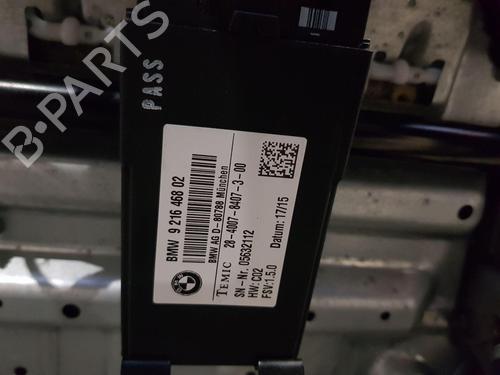 PASS
BMW 9 216 468 02
BMW AG D-80788 München
TEMIC 28-4007-8407-3-00
SN-Nr. 05632112
HW: C02
FSV:1.5.0
Datum: 17/15
B-PARTS